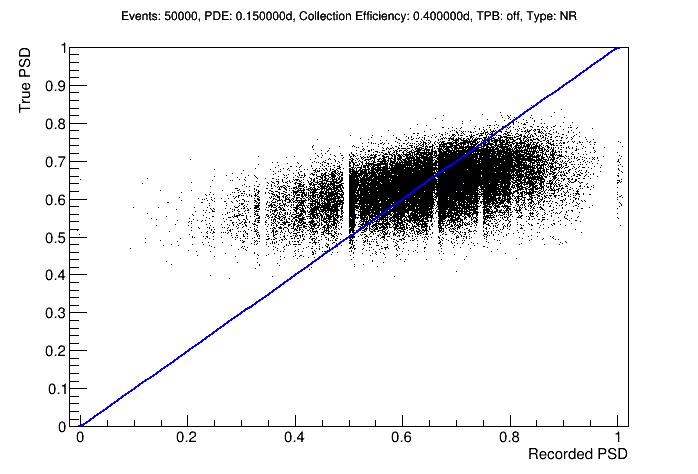 Events: 50000, PDE: 0.150000d, Collection Efficiency: 0.400000d, TPB: off, Type: NR
True PSD
1
0.9
0.8
0.7
0.6
0.5
0.4
0.3
0.2
0.1
0
0 0.2 0.4 0.6 0.8 1
Recorded PSD